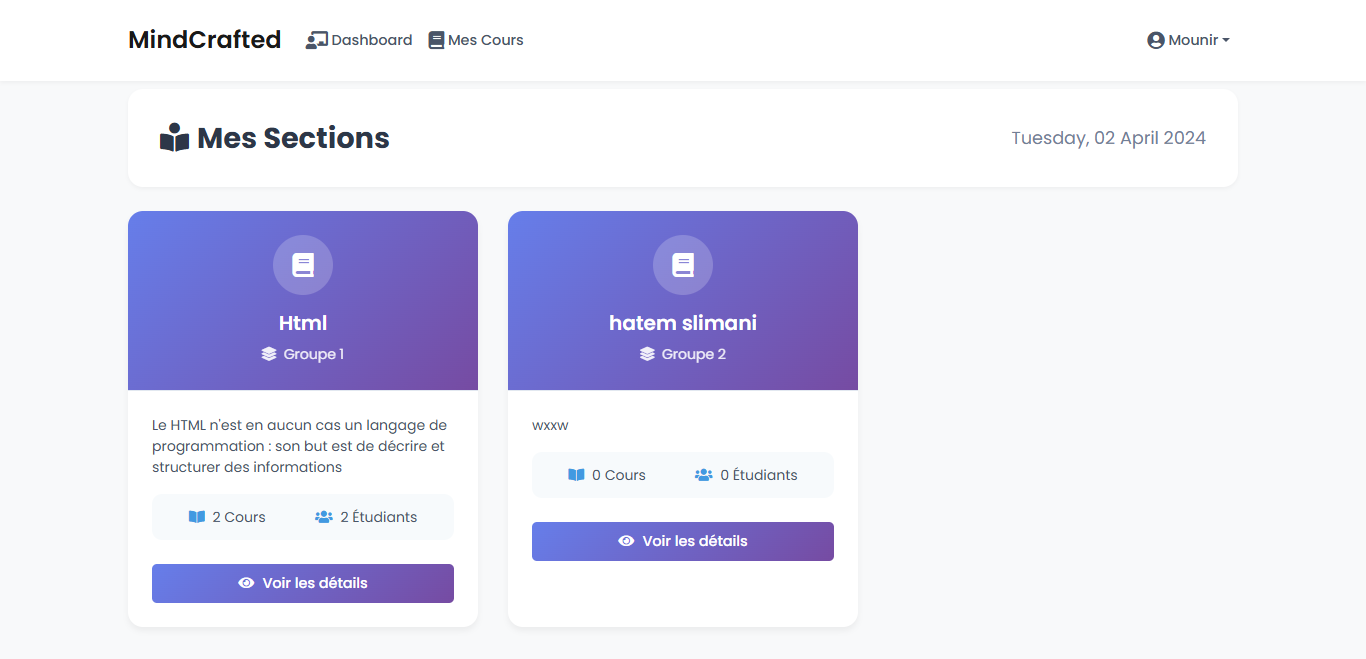 MindCrafted
Dashboard
Mes Cours
Mounir
Mes Sections
Tuesday, 02 April 2024
Html
Groupe 1
Le HTML n'est en aucun cas un langage de
programmation : son but est de décrire et
structurer des informations
2 Cours
2 Étudiants
Voir les détails
hatem slimani
Groupe 2
wxxw
0 Cours
0 Étudiants
Voir les détails